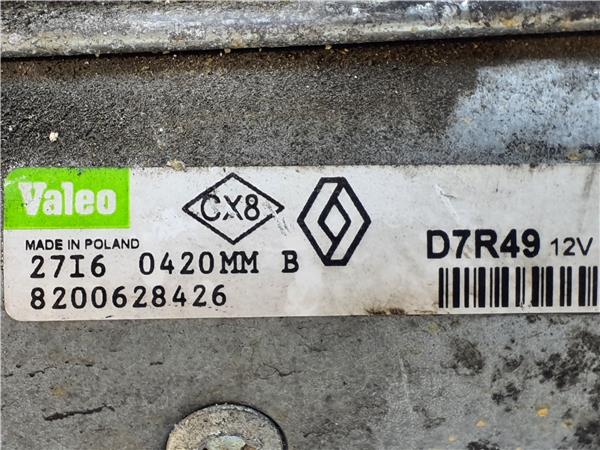 Valeo
CX8
D7R49 12V
MADE IN POLAND
27I6 0420MM B
8200628426